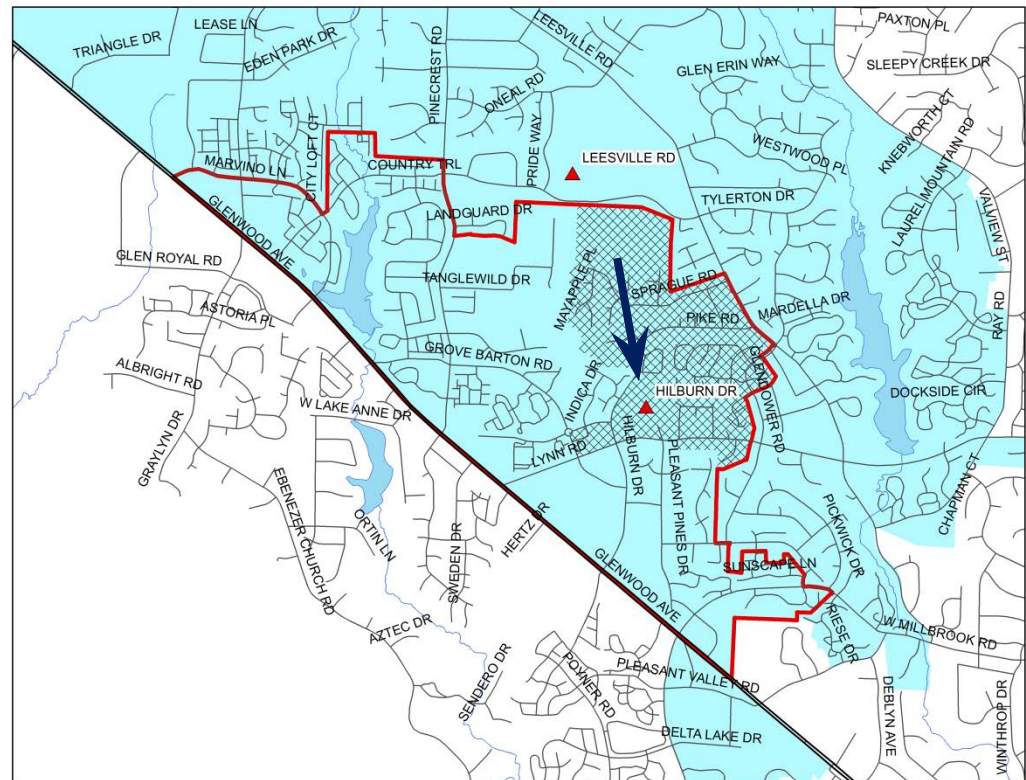 LEASE LN
TRIANGLE DR
EDEN PARK DR
PINECREST RD
LEESVILLE RD
ONEAL RD
PRIDE WAY
PAXTON PL
GLEN ERIN WAY
SLEEPY CREEK DR
KNEBWORTH CT
WESTWOOD PL
LAURELMOUNTAIN RD
LEESVILLE RD
MARVINO LN
CITY LOFT CT
COUNTRY TRL
TYLERTON DR
VALVIEW ST
LANDGUARD DR
GLENWOOD AVE
GLEN ROYAL RD
TANGLEWILD DR
MAYAPPLE PL
SPRAGUE RD
MARDELLA DR
RAY RD
ASTORIA PL
PIKE RD
GROVE BARTON RD
GLENDOWER RD
ALBRIGHT RD
INDICA DR
HILBURN DR
DOCKSIDE CIR
W LAKE ANNE DR
GRAYLYN DR
LYNN RD
HILBURN DR
PLEASANT PINES DR
CHAPMAN CT
EBENEZER CHURCH RD
ORTIN LN
SWEDEN DR
HERTZ DR
PICKWICK DR
GLENWOOD AVE
SUNSCAPE LN
AZTEC DR
RIESE DR
W MILLBROOK RD
SENDERO DR
POYNER RD
PLEASANT VALLEY RD
DEBLYN AVE
WINTHROP DR
DELTA LAKE DR